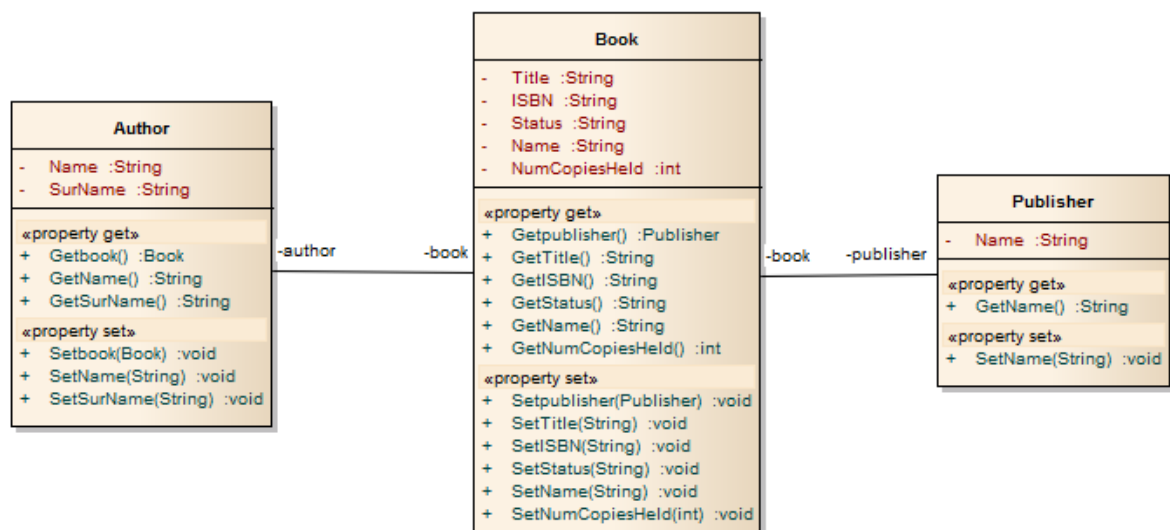 Author
- Name :String
- SurName :String
«property get»
+ Getbook() :Book
+ GetName() :String
+ GetSurName() :String
«property set»
+ Setbook(Book) :void
+ SetName(String) :void
+ SetSurName(String) :void
-author
-book
Book
- Title :String
- ISBN :String
- Status :String
- Name :String
- NumCopiesHeld :int
«property get»
+ Getpublisher() :Publisher
+ GetTitle() :String
+ GetISBN() :String
+ GetStatus() :String
+ GetName() :String
+ GetNumCopiesHeld() :int
«property set»
+ Setpublisher(Publisher) :void
+ SetTitle(String) :void
+ SetISBN(String) :void
+ SetStatus(String) :void
+ SetName(String) :void
+ SetNumCopiesHeld(int) :void
-book
-publisher
Publisher
- Name :String
«property get»
+ GetName() :String
«property set»
+ SetName(String) :void